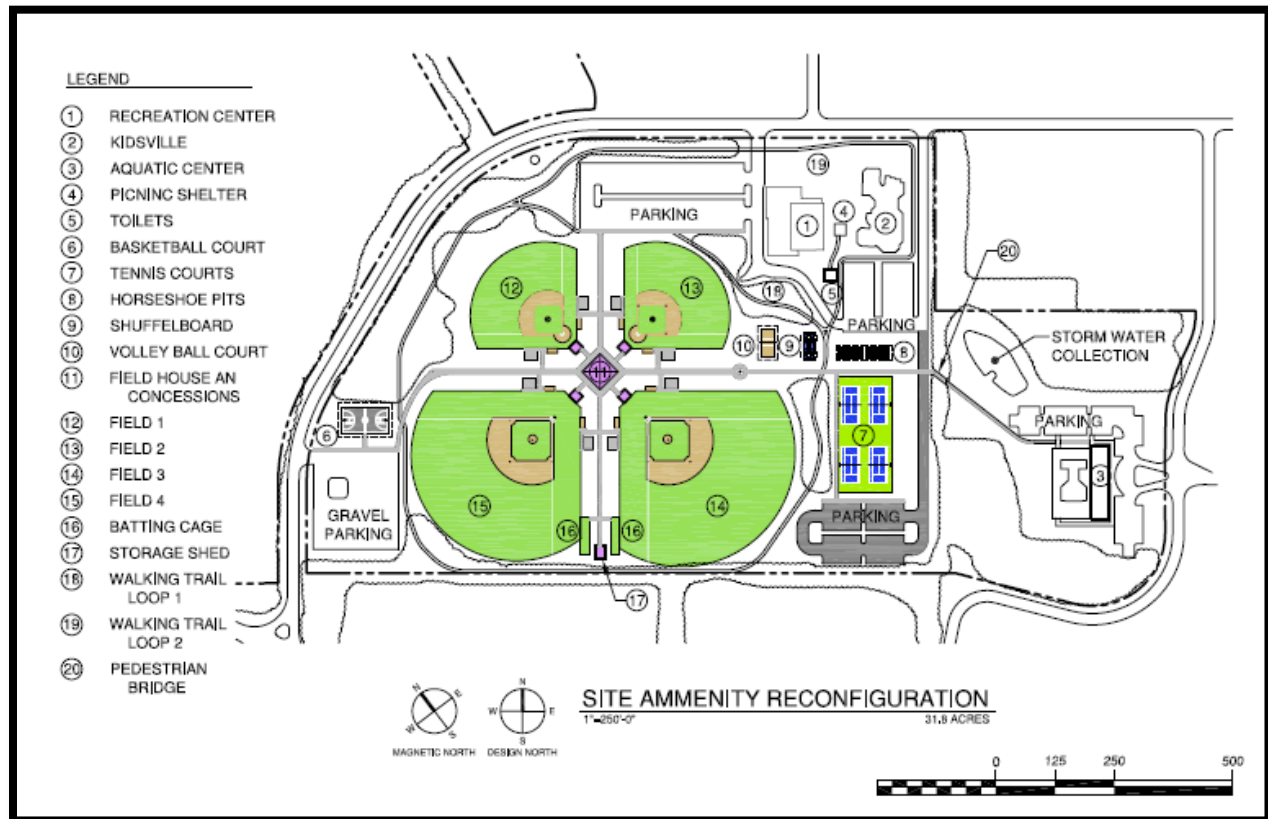 LEGEND
1 RECREATION CENTER
2 KIDSVILLE
3 AQUATIC CENTER
4 PICNINC SHELTER
5 TOILETS
6 BASKETBALL COURT
7 TENNIS COURTS
8 HORSESHOE PITS
9 SHUFFELBOARD
10 VOLLEY BALL COURT
11 FIELD HOUSE AN
CONCESSIONS
12 FIELD 1
13 FIELD 2
14 FIELD 3
15 FIELD 4
16 BATTING CAGE
17 STORAGE SHED
18 WALKING TRAIL
LOOP 1
19 WALKING TRAIL
LOOP 2
20 PEDESTRIAN
BRIDGE
19
PARKING
1
4
2
20
12
13
18
5
PARKING
10
9
8
STORM WATER
COLLECTION
11
6
7
PARKING
3
GRAVEL
PARKING
15
16
16
14
PARKING
17
N
E
S
W
MAGNETIC NORTH
N
W
E
S
DESIGN NORTH
SITE AMMENITY RECONFIGURATION
1"=250'-0"
31.8 ACRES
0 125 250 500